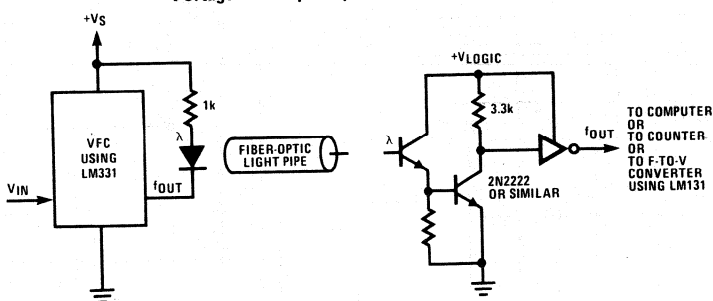 +VS
1k
λ
VFC
USING
LM331
VIN
fOUT
FIBER-OPTIC
LIGHT PIPE
+VLOGIC
3.3k
λ
2N2222
OR SIMILAR
fOUT
TO COMPUTER
OR
TO COUNTER
OR
TO F-TO-V
CONVERTER
USING LM131